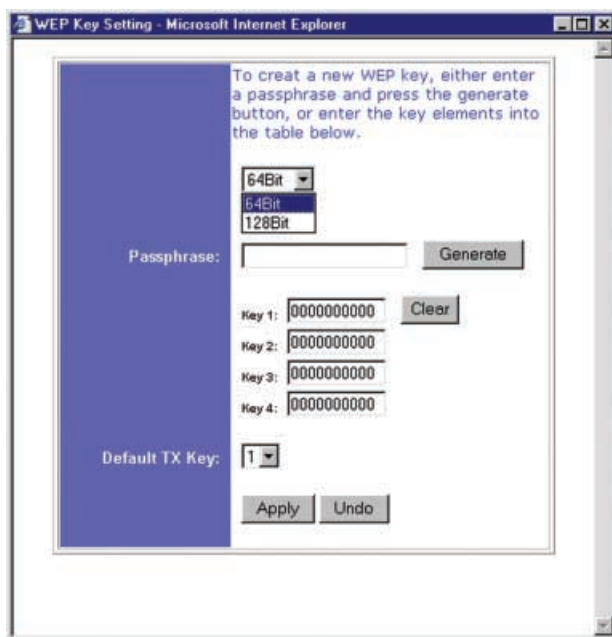 WEP Key Setting - Microsoft Internet Explorer
To creat a new WEP key, either enter
a passphrase and press the generate
button, or enter the key elements into
the table below.
64Bit
64Bit
128Bit
Passphrase:
Generate
Key 1: 0000000000 Clear
Key 2: 0000000000
Key 3: 0000000000
Key 4: 0000000000
Default TX Key: 1
Apply Undo